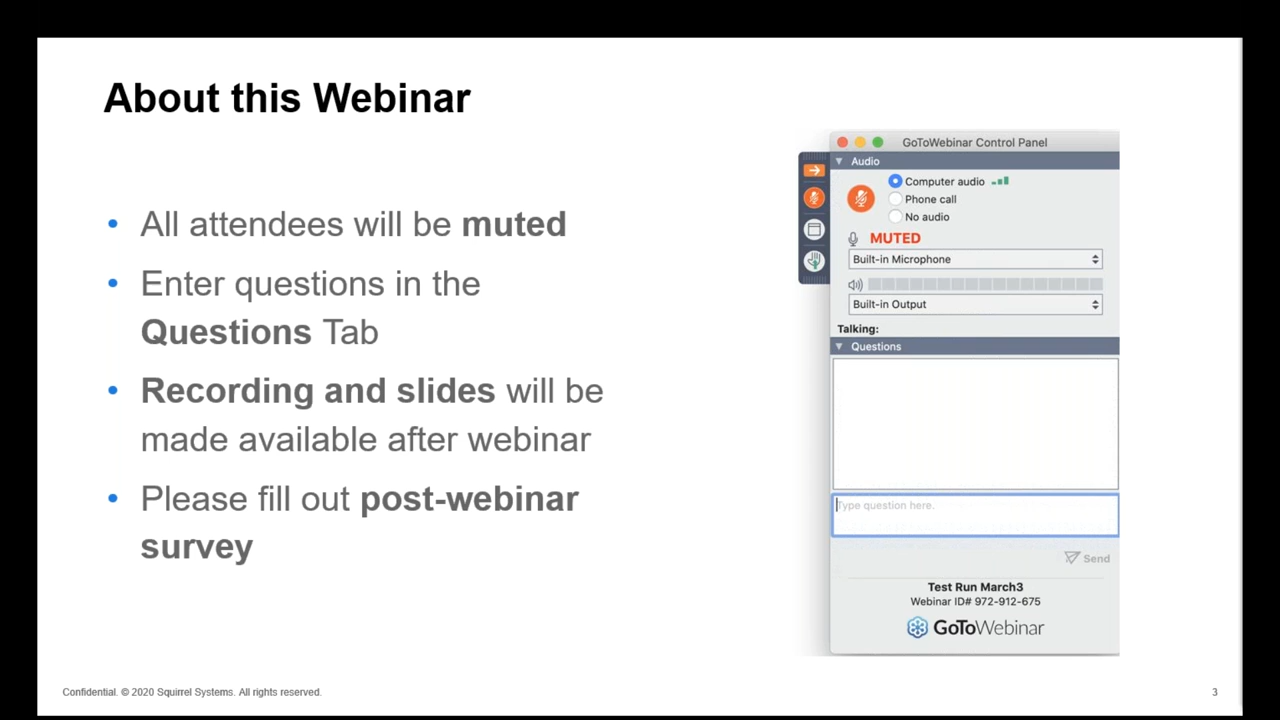 About this Webinar
• All attendees will be muted
• Enter questions in the
Questions Tab
• Recording and slides will be
made available after webinar
• Please fill out post-webinar
survey
GoToWebinar Control Panel
Audio
Computer audio
Phone call
No audio
MUTED
Built-in Microphone
Built-in Output
Talking:
Questions
Type question here.
Send
Test Run March3
Webinar ID# 972-912-675
GoToWebinar
Confidential. © 2020 Squirrel Systems. All rights reserved.
3